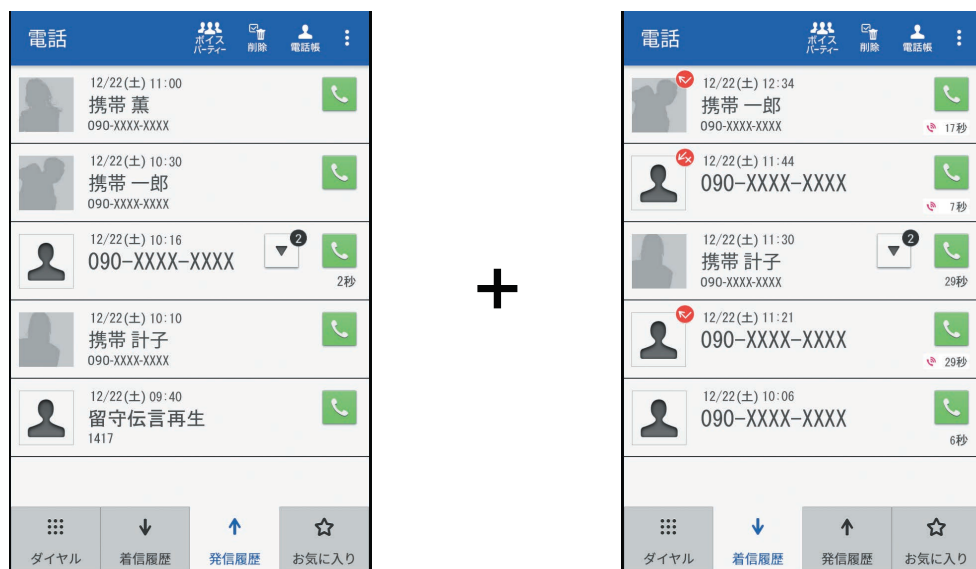 電話
ボイスパーティー
削除
電話帳
12/22(土) 11:00
携帯 薫
090-XXXX-XXXX
12/22(土) 10:30
携帯 一郎
090-XXXX-XXXX
12/22(土) 10:16
090-XXXX-XXXX
2
2秒
12/22(土) 10:10
携帯 計子
090-XXXX-XXXX
12/22(土) 09:40
留守伝言再生
1417
ダイヤル
着信履歴
発信履歴
お気に入り
+
電話
ボイスパーティー
削除
電話帳
12/22(土) 12:34
携帯 一郎
090-XXXX-XXXX
17秒
12/22(土) 11:44
090-XXXX-XXXX
7秒
12/22(土) 11:30
携帯 計子
090-XXXX-XXXX
2
29秒
12/22(土) 11:21
090-XXXX-XXXX
29秒
12/22(土) 10:06
090-XXXX-XXXX
6秒
ダイヤル
着信履歴
発信履歴
お気に入り